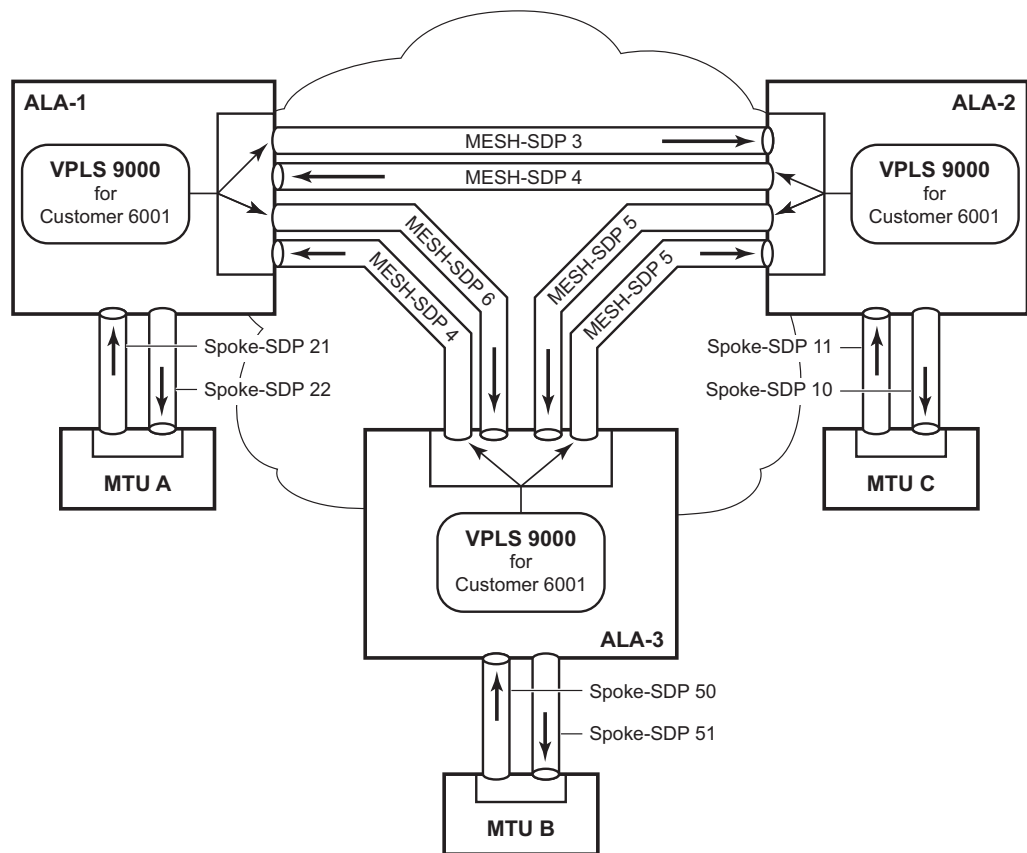 ALA-1
ALA-2
MESH-SDP 3
MESH-SDP 4
VPLS 9000
for
Customer 6001
VPLS 9000
for
Customer 6001
MESH-SDP 6
MESH-SDP 4
MESH-SDP 5
MESH-SDP 5
Spoke-SDP 21
Spoke-SDP 22
Spoke-SDP 11
Spoke-SDP 10
MTU A
MTU C
VPLS 9000
for
Customer 6001
ALA-3
Spoke-SDP 50
Spoke-SDP 51
MTU B